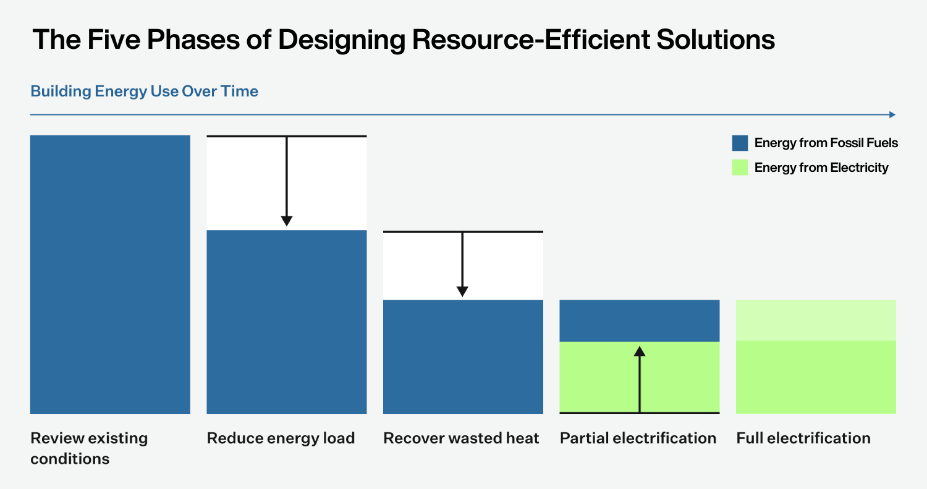 The Five Phases of Designing Resource-Efficient Solutions
Building Energy Use Over Time
Energy from Fossil Fuels
Energy from Electricity
Review existing
conditions
Reduce energy load
Recover wasted heat
Partial electrification
Full electrification